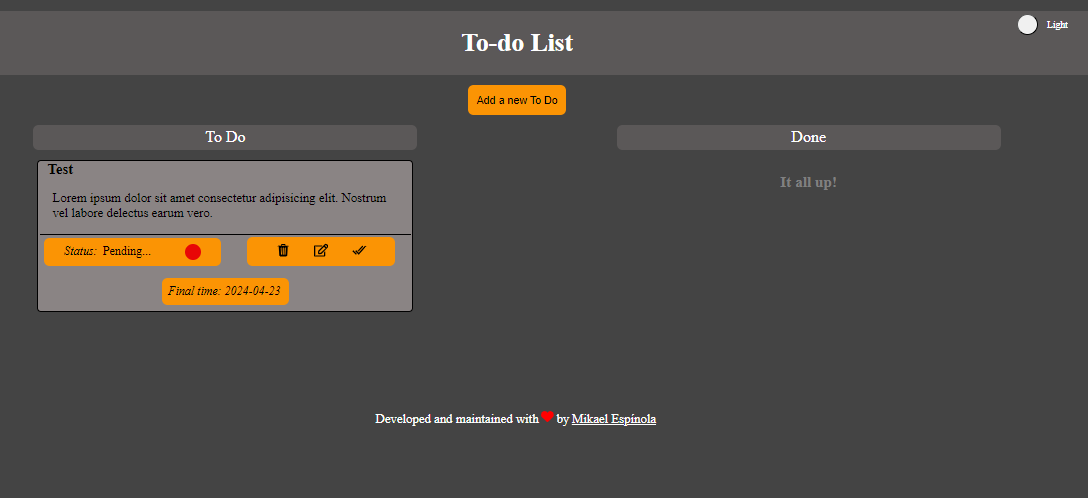 Light
To-do List
Add a new To Do
To Do
Done
Test
It all up!
Lorem ipsum dolor sit amet consectetur adipisicing elit. Nostrum
vel labore delectus earum vero.
Status: Pending...
Final time: 2024-04-23
Developed and maintained with by Mikael Espínola